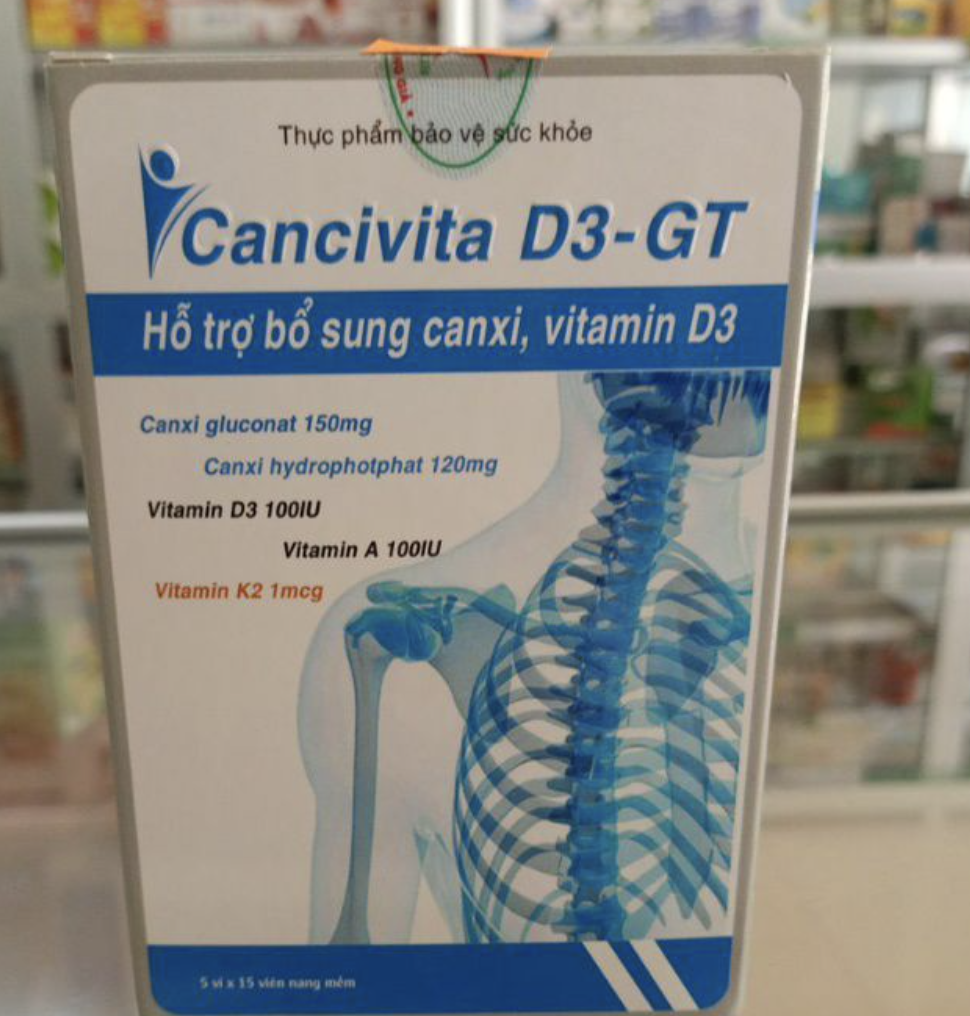 Thực phẩm bảo vệ sức khỏe
Cancivita D3-GT
Hỗ trợ bổ sung canxi, vitamin D3
Canxi gluconat 150mg
Canxi hydrophotphat 120mg
Vitamin D3 100IU
Vitamin A 100IU
Vitamin K2 1mcg
5 vỉ x 15 viên nang mềm